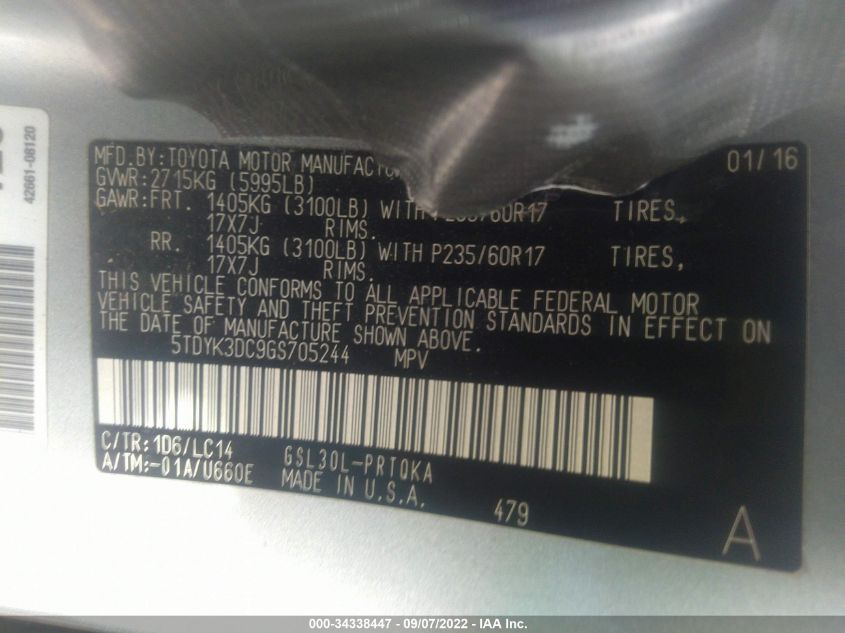 42661-08120
MFD.BY:TOYOTA MOTOR MANUFACTOR 01/16
GVWR:2715KG (5995LB)
GAWR:FRT. 1405KG (3100LB) WITH TIRES,
17X7J RIMS.
RR. 1405KG (3100LB) WITH P235/60R17 TIRES,
17X7J RIMS.
THIS VEHICLE CONFORMS TO ALL APPLICABLE FEDERAL MOTOR
VEHICLE SAFETY AND THEFT PREVENTION STANDARDS IN EFFECT ON
THE DATE OF MANUFACTURE SHOWN ABOVE.
5TDYK3DC9GS705244 MPV
C/TR:1D6/LC14 GSL30L-PRTQKA
A/TM:-01A/U660E MADE IN U.S.A.
479
A
000-34338447 - 09/07/2022 - IAA Inc.